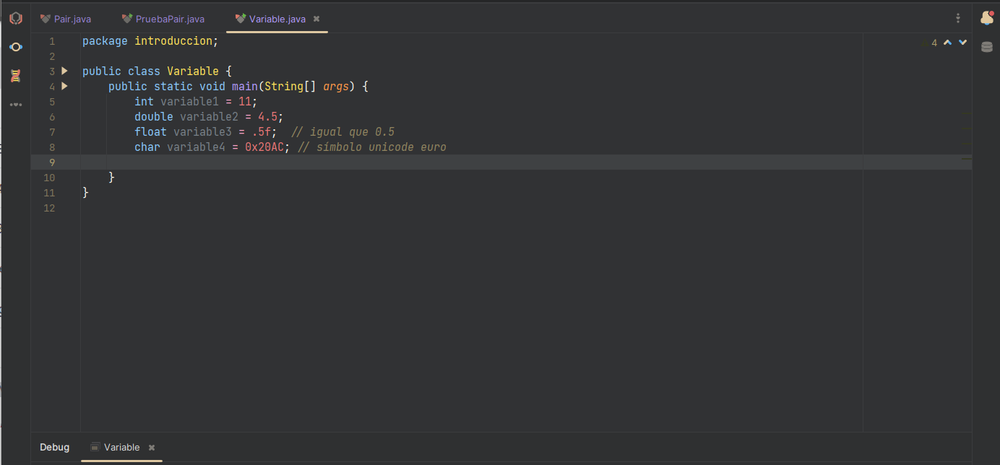 Pair.java PruebaPair.java Variable.java
1 package introduccion; 4
2
3 public class Variable {
4 public static void main(String[] args) {
5 int variable1 = 11;
6 double variable2 = 4.5;
7 float variable3 = .5f; // igual que 0.5
8 char variable4 = 0x20AC; // símbolo unicode euro
9
10 }
11 }
12
Debug Variable